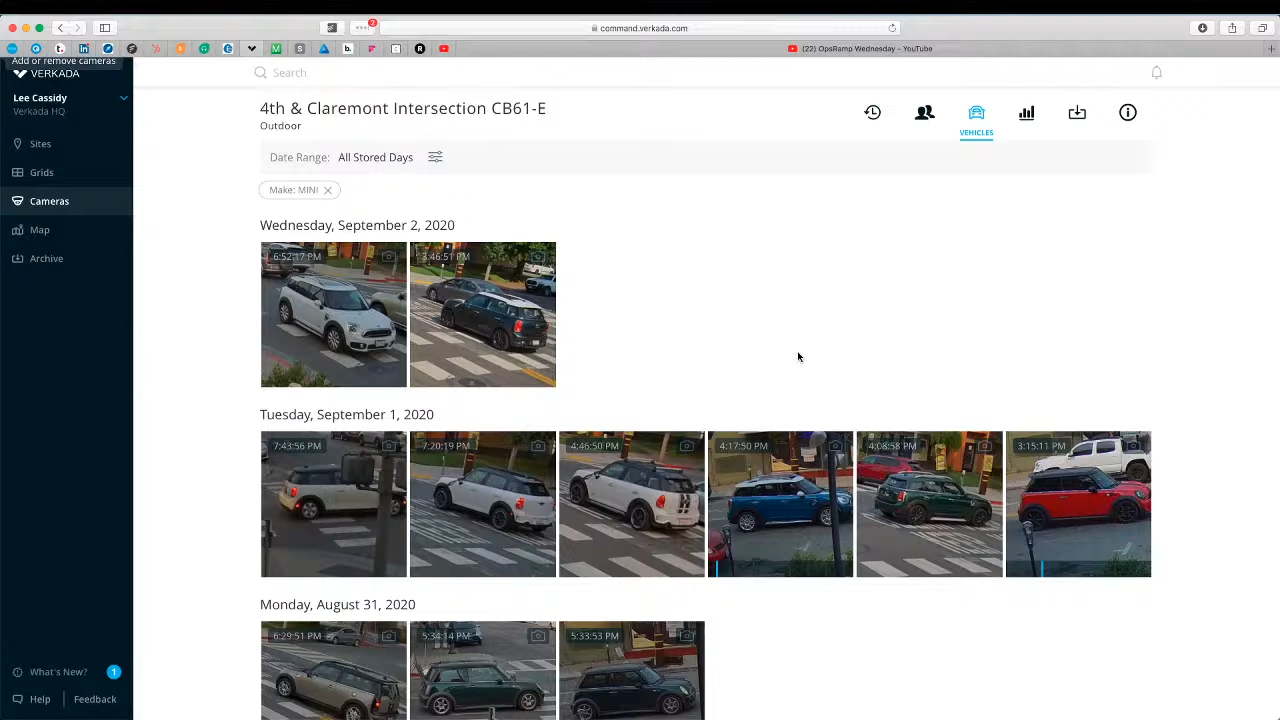 command.verkada.com
2
(22) OpsRamp Wednesday – YouTube
Add or remove cameras
VERKADA
Search
Lee Cassidy
Verkada HQ
Sites
Grids
Cameras
Map
Archive
What's New? 1
Help Feedback
4th & Claremont Intersection CB61-E
Outdoor
VEHICLES
Date Range: All Stored Days
Make: MINI
Wednesday, September 2, 2020
6:52:17 PM
3:46:51 PM
Tuesday, September 1, 2020
7:43:56 PM
7:20:19 PM
4:46:50 PM
4:17:50 PM
4:08:58 PM
3:15:11 PM
Monday, August 31, 2020
6:29:51 PM
5:34:14 PM
5:33:53 PM